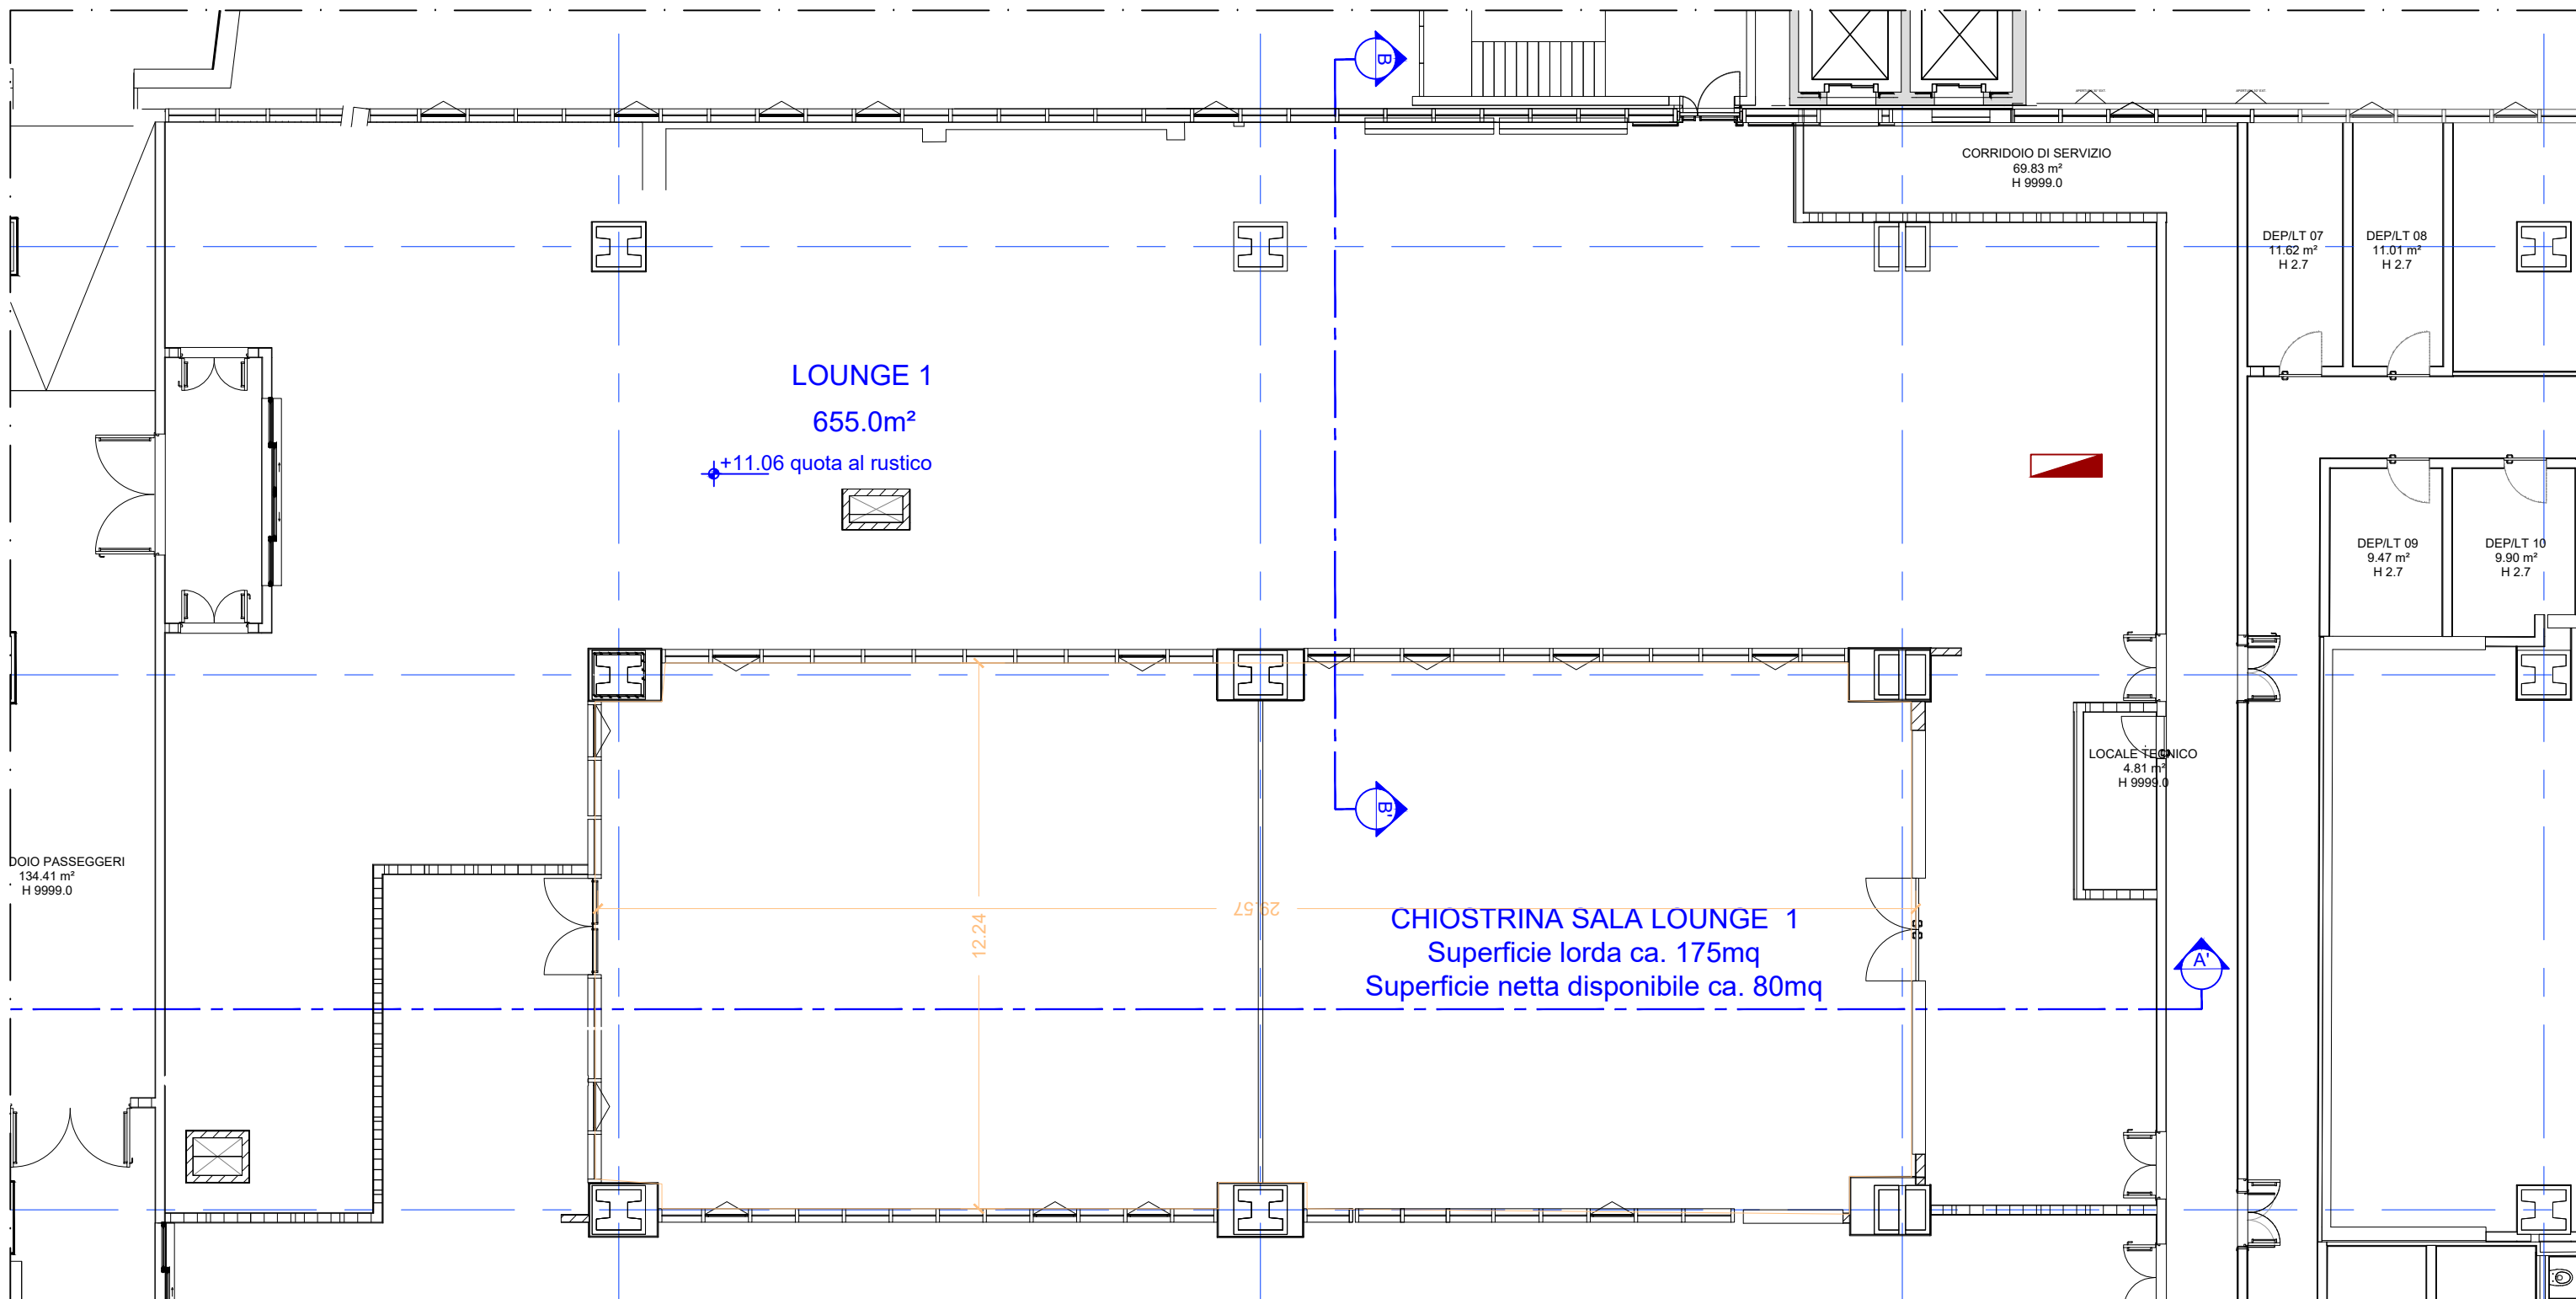 B
CORRIDOIO DI SERVIZIO
69.83 m²
H 9999.0
DEP/LT 07
11.62 m²
H 2.7
DEP/LT 08
11.01 m²
H 2.7
LOUNGE 1
655.0m²
+11.06 quota al rustico
DEP/LT 09
9.47 m²
H 2.7
DEP/LT 10
9.90 m²
H 2.7
LOCALE TECNICO
4.81 m²
H 9999.0
B'
DOIO PASSEGGERI
134.41 m²
H 9999.0
29.57
12.24
CHIOSTRINA SALA LOUNGE 1
Superficie lorda ca. 175mq
Superficie netta disponibile ca. 80mq
A'